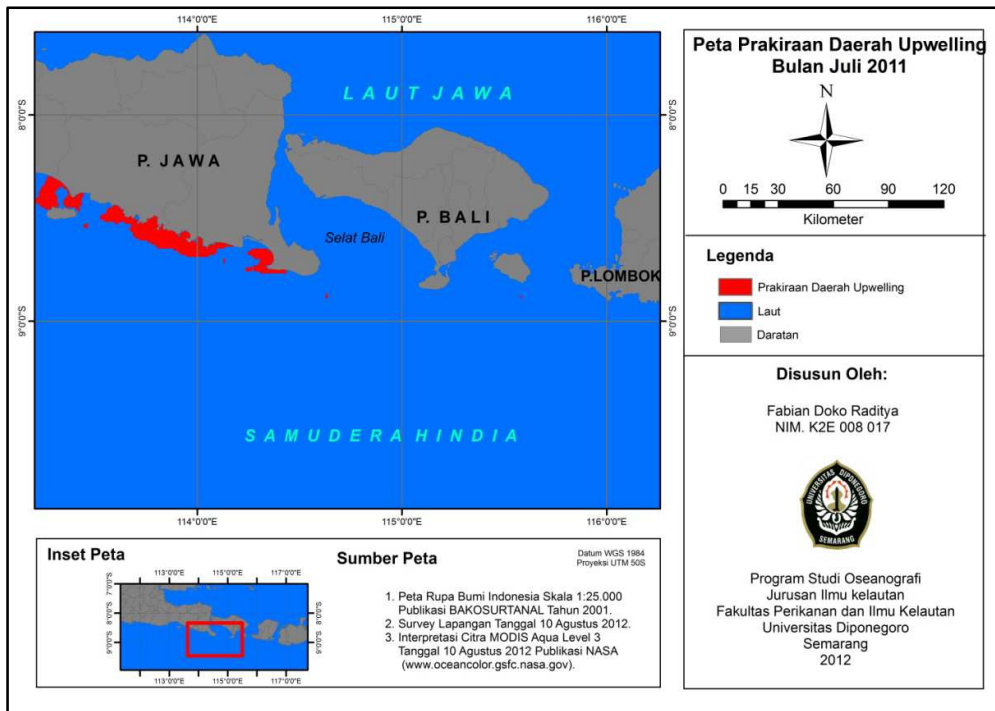 114°0'0"E 115°0'0"E 116°0'0"E
8°0'0"S 8°0'0"S
9°0'0"S 9°0'0"S
LAUT JAWA
P. JAWA
P. BALI
Selat Bali
P.LOMBOK
SAMUDERA HINDIA
114°0'0"E 115°0'0"E 116°0'0"E
Peta Prakiraan Daerah Upwelling
Bulan Juli 2011
N
0 15 30 60 90 120
Kilometer
Legenda
Prakiraan Daerah Upwelling
Laut
Daratan
Disusun Oleh:
Fabian Doko Raditya
NIM. K2E 008 017
UNIVERSITAS DIPONEGORO
SEMARANG
Program Studi Oseanografi
Jurusan Ilmu kelautan
Fakultas Perikanan dan Ilmu Kelautan
Universitas Diponegoro
Semarang
2012
Inset Peta
113°0'0"E 115°0'0"E 117°0'0"E
7°0'0"S
8°0'0"S 8°0'0"S
9°0'0"S 9°0'0"S
113°0'0"E 115°0'0"E 117°0'0"E
Sumber Peta
Datum WGS 1984
Proyeksi UTM 50S
1. Peta Rupa Bumi Indonesia Skala 1:25.000
Publikasi BAKOSURTANAL Tahun 2001.
2. Survey Lapangan Tanggal 10 Agustus 2012.
3. Interpretasi Citra MODIS Aqua Level 3
Tanggal 10 Agustus 2012 Publikasi NASA
(www.oceancolor.gsfc.nasa.gov).